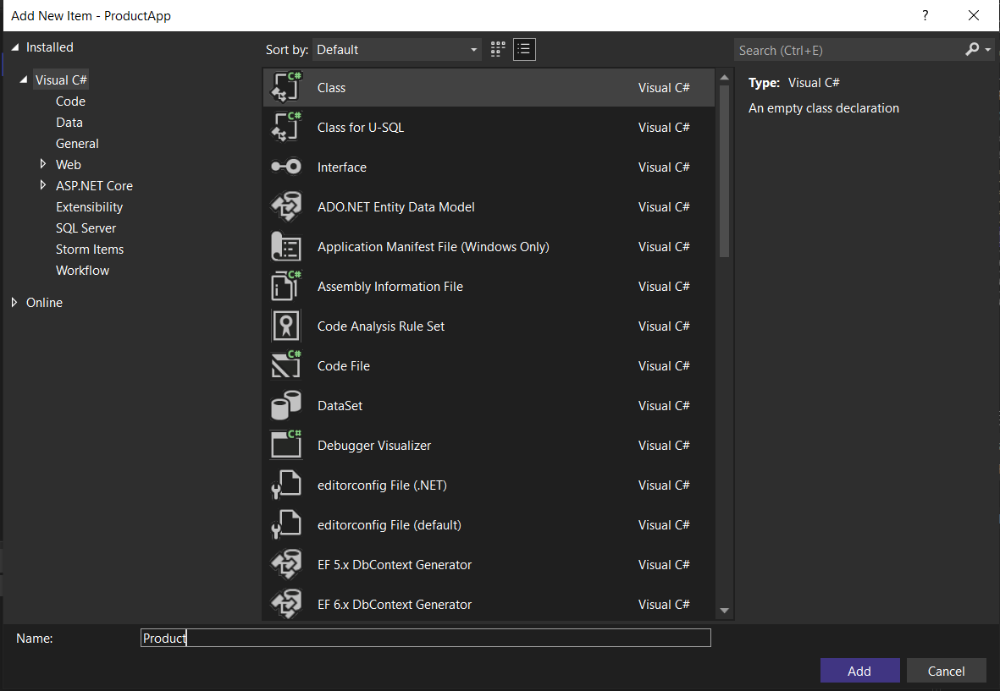 Add New Item - ProductApp
?
Installed
Visual C#
Code
Data
General
Web
ASP.NET Core
Extensibility
SQL Server
Storm Items
Workflow
Online
Sort by: Default
Search (Ctrl+E)
C# Class Visual C#
C# Class for U-SQL Visual C#
Interface Visual C#
ADO.NET Entity Data Model Visual C#
Application Manifest File (Windows Only) Visual C#
C# Assembly Information File Visual C#
Code Analysis Rule Set Visual C#
C# Code File Visual C#
DataSet Visual C#
C# Debugger Visualizer Visual C#
editorconfig File (.NET) Visual C#
editorconfig File (default) Visual C#
EF 5.x DbContext Generator Visual C#
EF 6.x DbContext Generator Visual C#
Type: Visual C#
An empty class declaration
Name: Product
Add Cancel